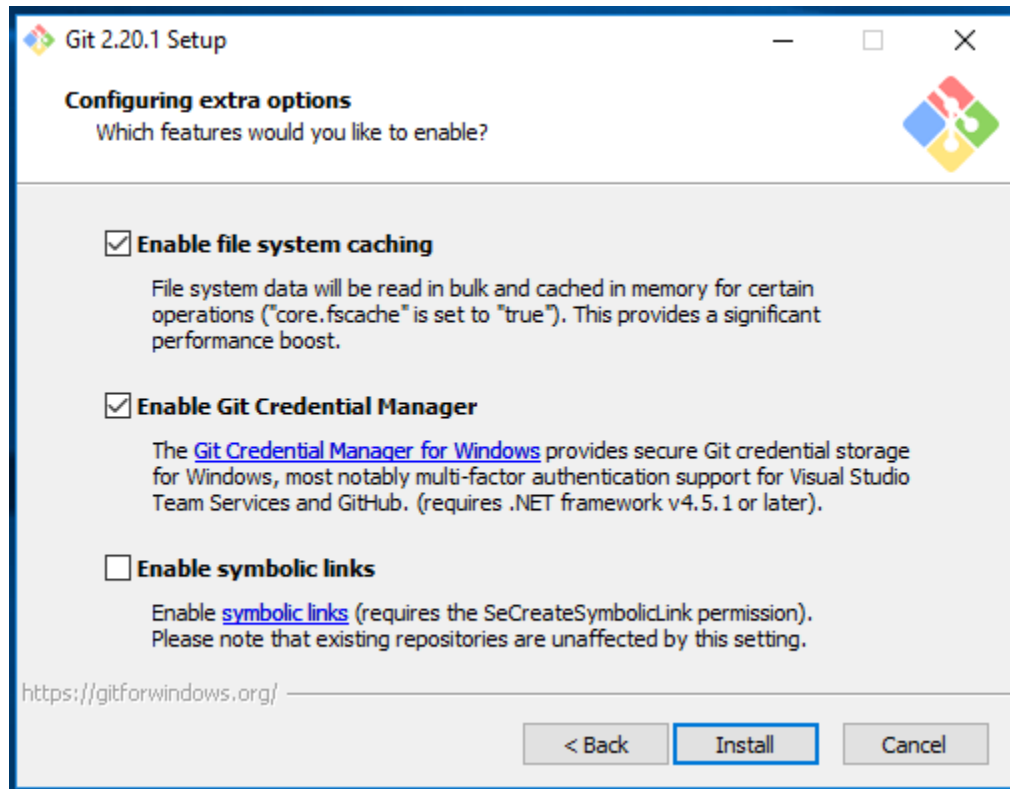 Git 2.20.1 Setup
Configuring extra options
Which features would you like to enable?
Enable file system caching
File system data will be read in bulk and cached in memory for certain
operations ("core.fscache" is set to "true"). This provides a significant
performance boost.
Enable Git Credential Manager
The Git Credential Manager for Windows provides secure Git credential storage
for Windows, most notably multi-factor authentication support for Visual Studio
Team Services and GitHub. (requires .NET framework v4.5.1 or later).
Enable symbolic links
Enable symbolic links (requires the SeCreateSymbolicLink permission).
Please note that existing repositories are unaffected by this setting.
https://gitforwindows.org/
< Back Install Cancel